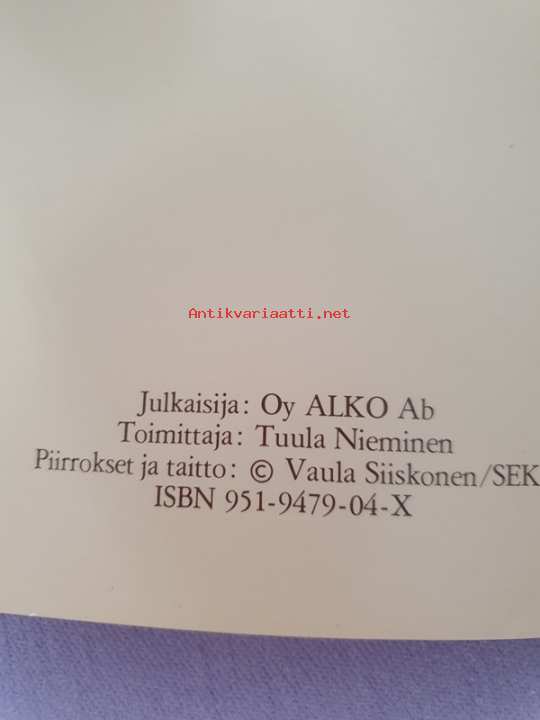 Antikvariaatti.net
Julkaisija: Oy ALKO Ab
Toimittaja: Tuula Nieminen
Piirrokset ja taitto: © Vaula Siiskonen/SEK
ISBN 951-9479-04-X